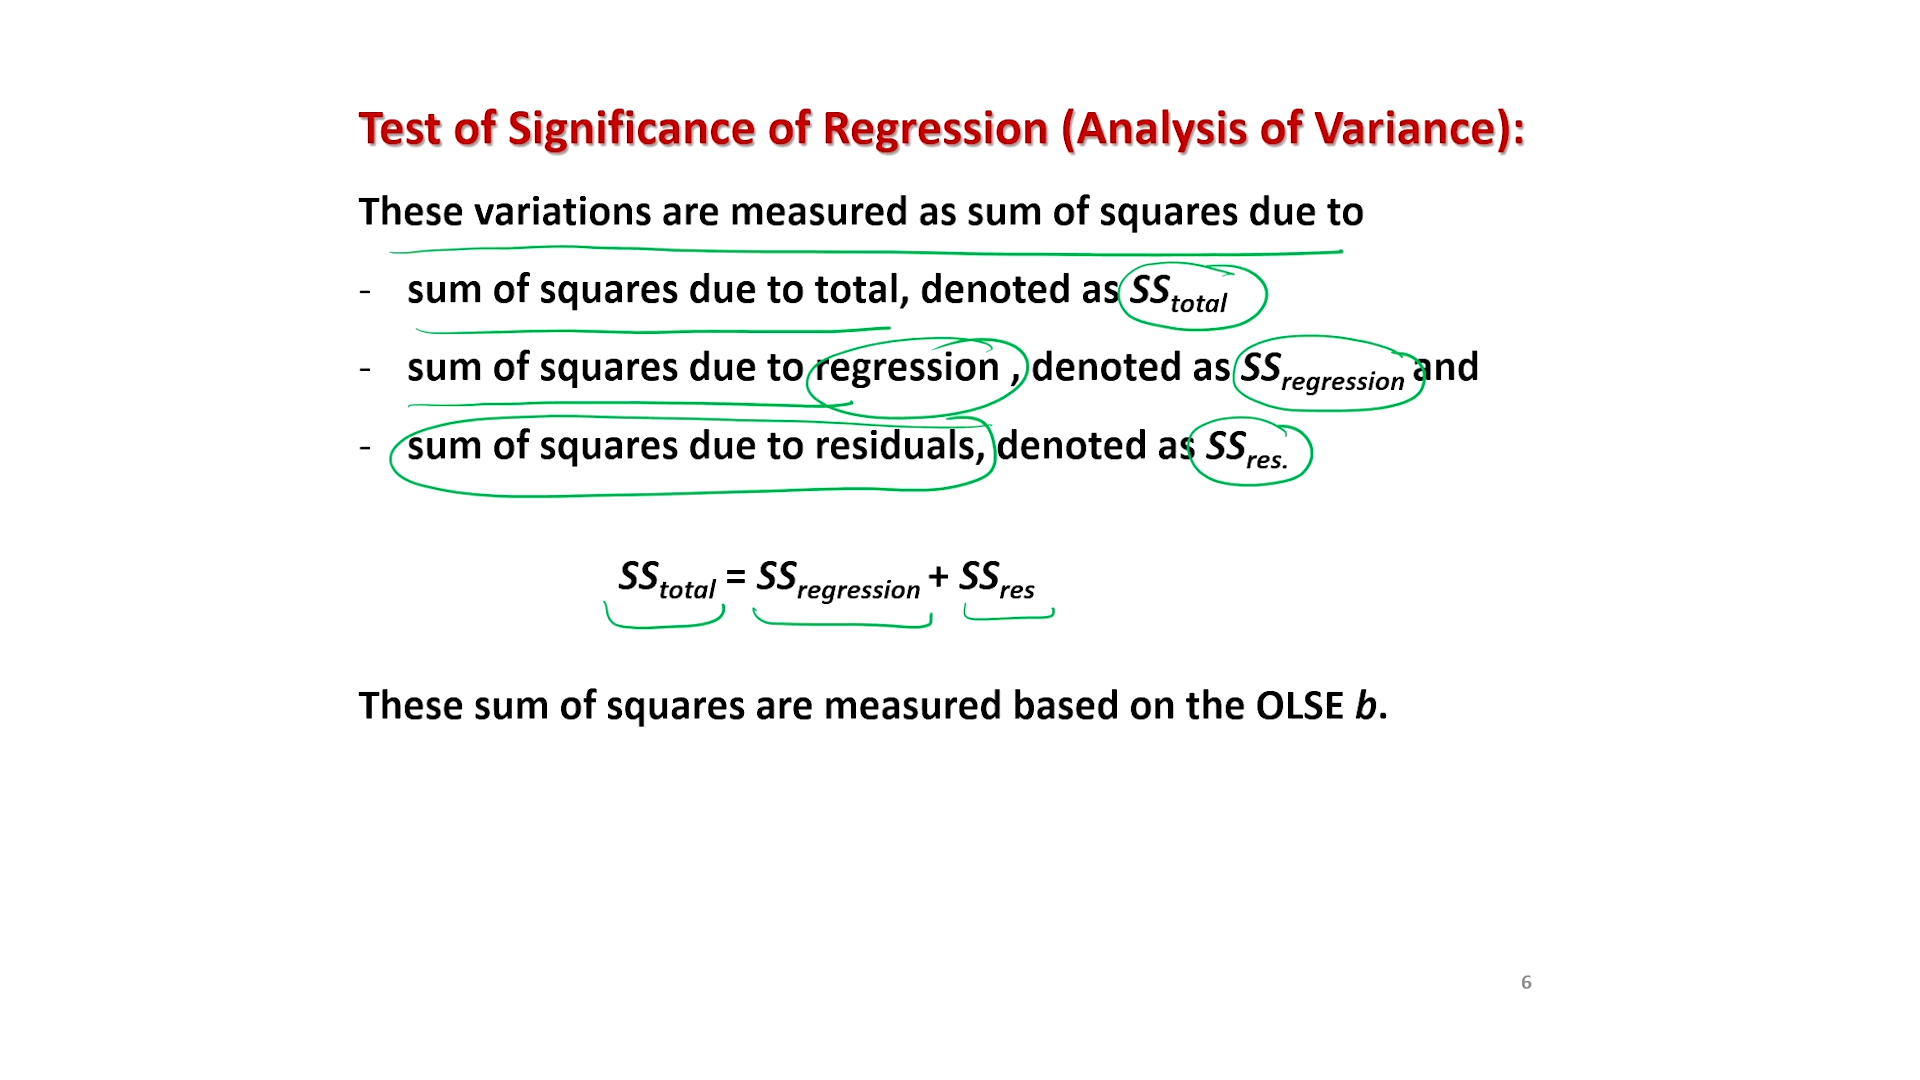 Test of Significance of Regression (Analysis of Variance):
These variations are measured as sum of squares due to
- sum of squares due to total, denoted as SStotal
- sum of squares due to regression , denoted as SSregression and
- sum of squares due to residuals, denoted as SSres.
SStotal = SSregression + SSres
These sum of squares are measured based on the OLSE b.
6